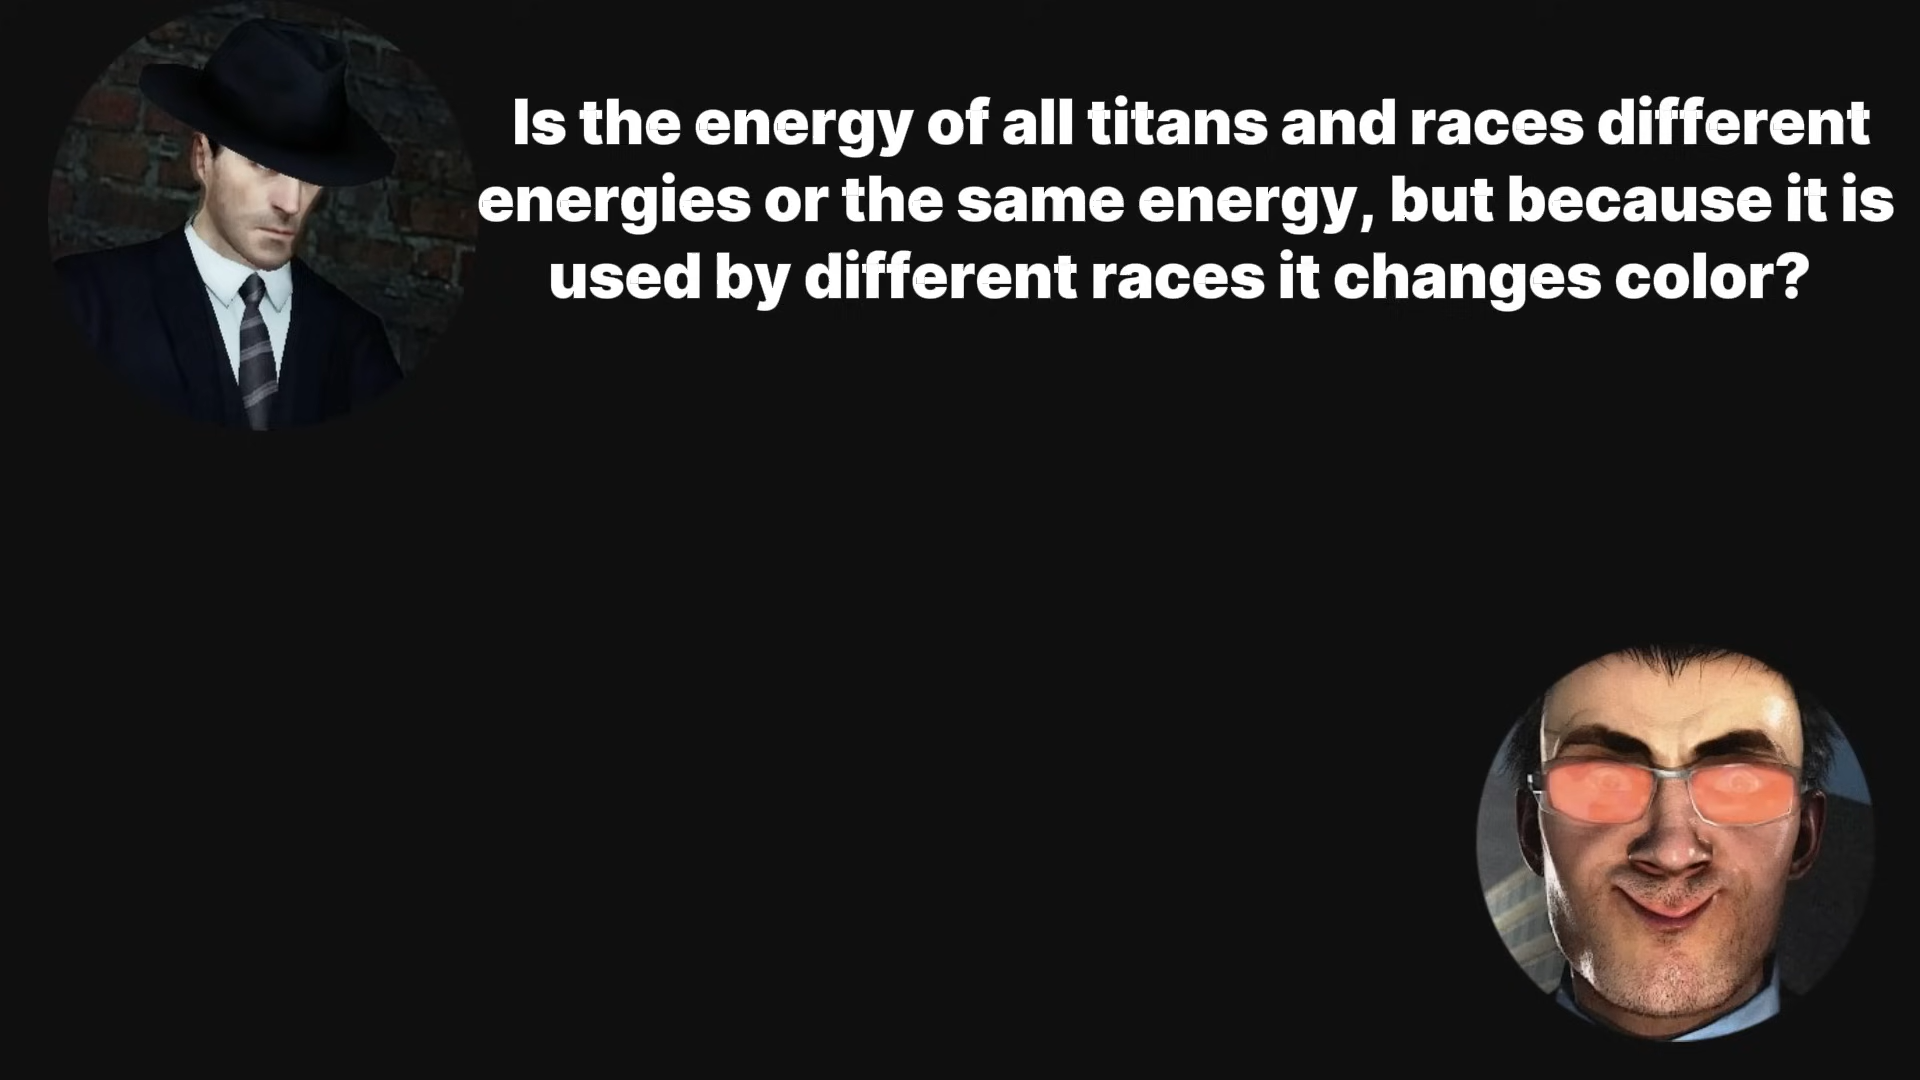 Is the energy of all titans and races different
energies or the same energy, but because it is
used by different races it changes color?